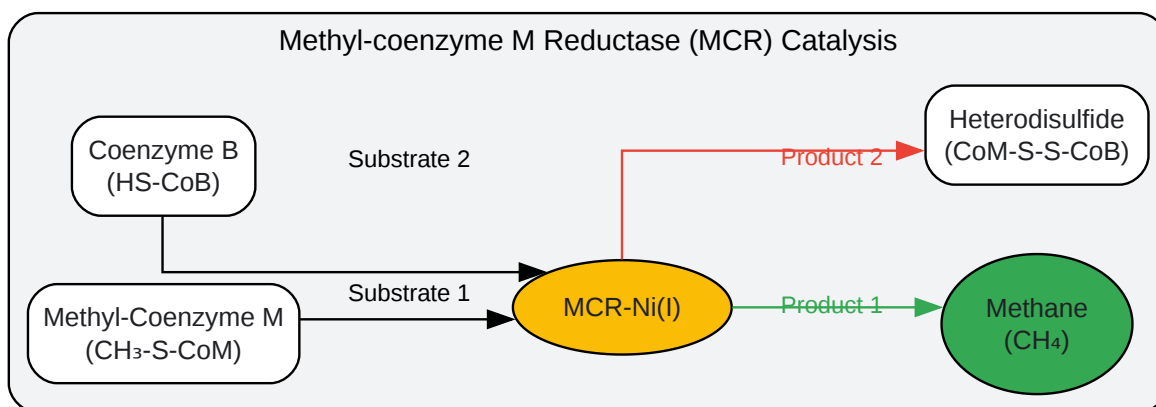 Methyl-coenzyme M Reductase (MCR) Catalysis
Coenzyme B
(HS-CoB)
Substrate 2
Product 2
Heterodisulfide
(CoM-S-S-CoB)
Methyl-Coenzyme M
(CH₃-S-CoM)
Substrate 1
MCR-Ni(I)
Product 1
Methane
(CH₄)